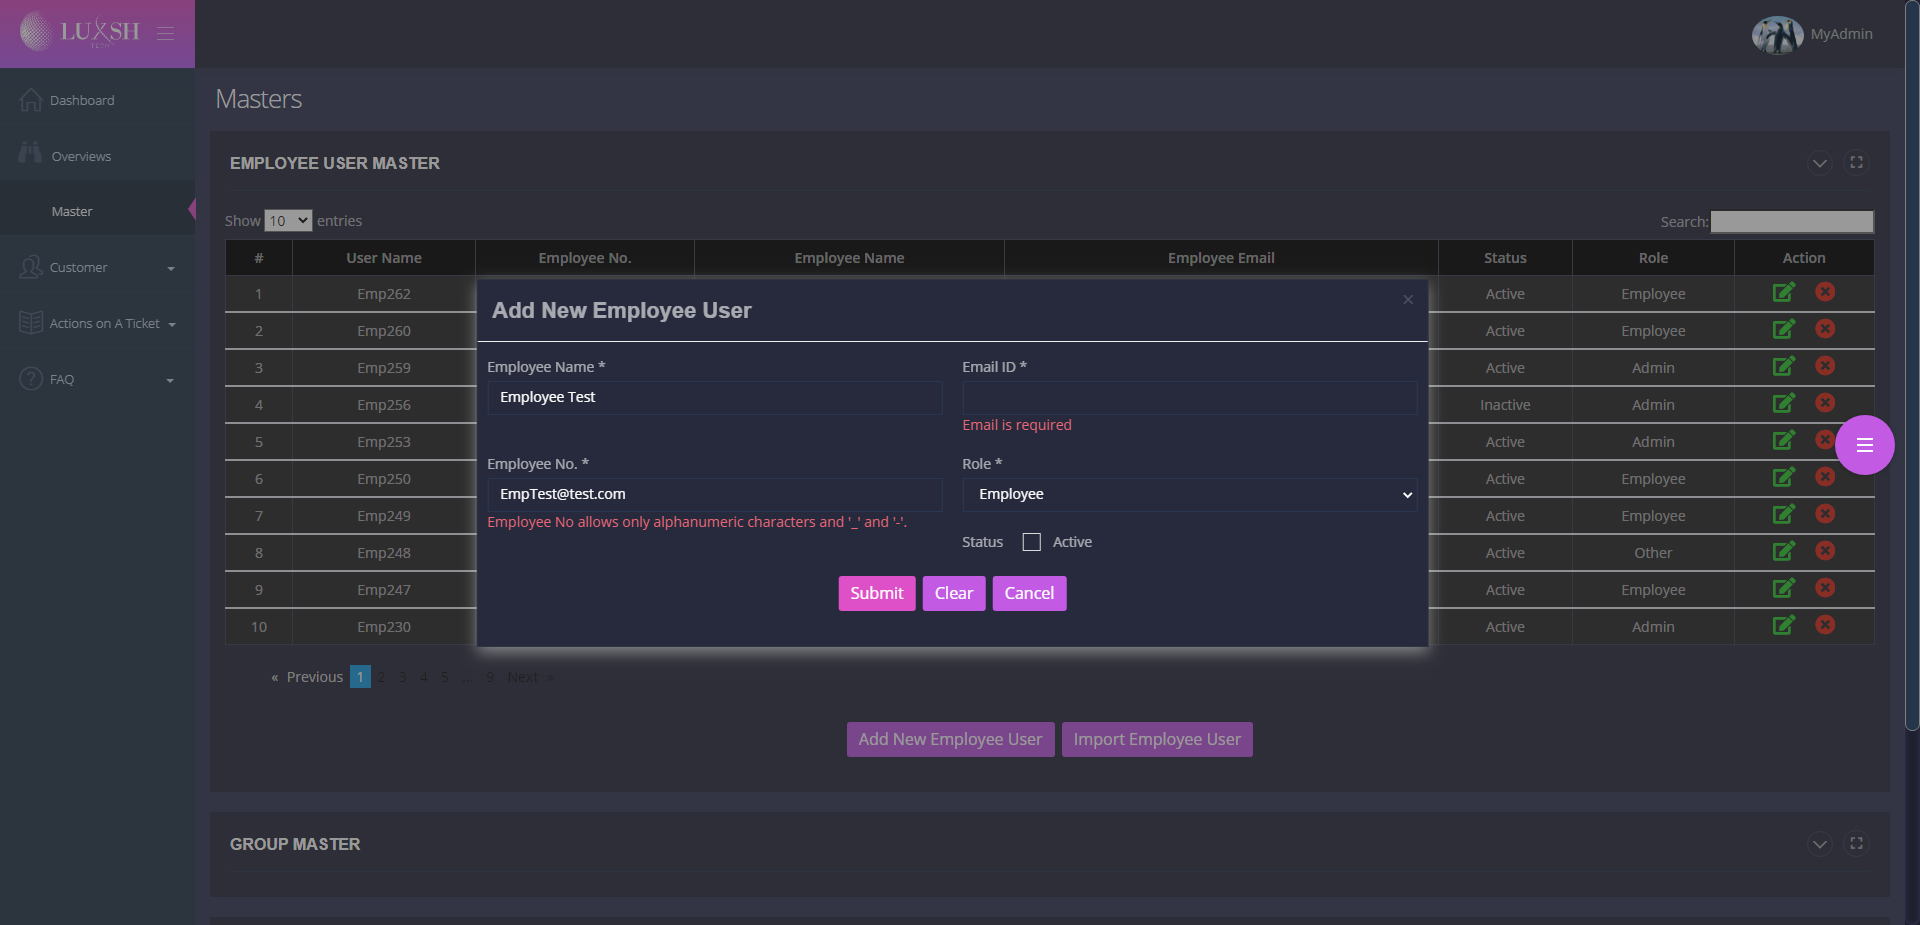 LUXSH
TECH
MyAdmin
Dashboard
Overviews
Master
Customer
Actions on A Ticket
FAQ
Masters
EMPLOYEE USER MASTER
Show 10 entries
Search:
# User Name Employee No. Employee Name Employee Email Status Role Action
1 Emp262 Active Employee
2 Emp260 Active Employee
3 Emp259 Active Admin
4 Emp256 Inactive Admin
5 Emp253 Active Admin
6 Emp250 Active Employee
7 Emp249 Active Employee
8 Emp248 Active Other
9 Emp247 Active Employee
10 Emp230 Active Admin
Add New Employee User ×
Employee Name * Email ID *
Employee Test
Email is required
Employee No. * Role *
EmpTest@test.com Employee
Employee No allows only alphanumeric characters and '_' and '-'.
Status Active
Submit Clear Cancel
« Previous 1 2 3 4 5 ... 9 Next »
Add New Employee User Import Employee User
GROUP MASTER